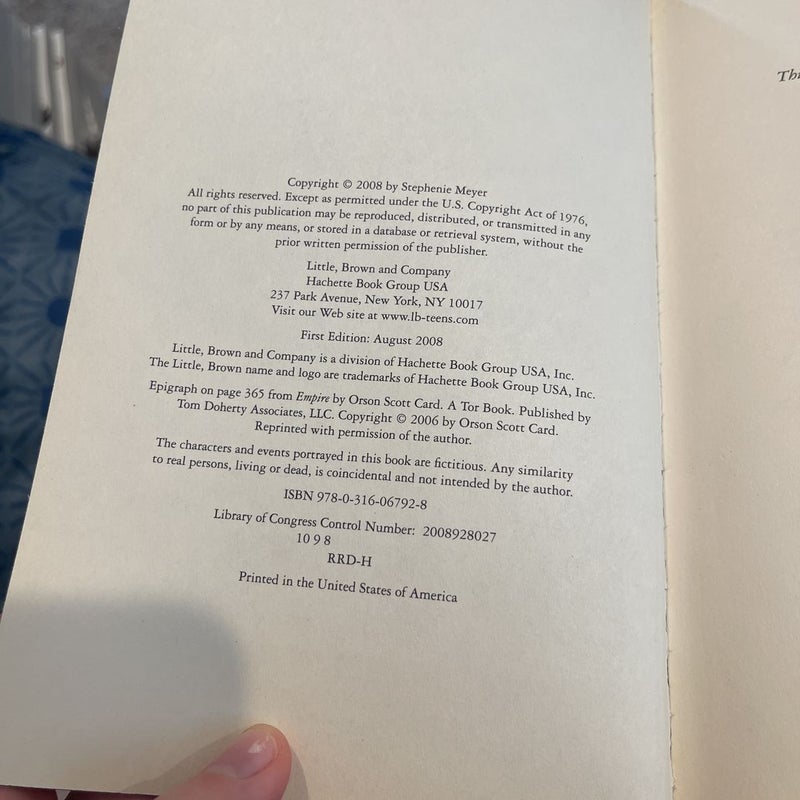 Copyright © 2008 by Stephenie Meyer
All rights reserved. Except as permitted under the U.S. Copyright Act of 1976,
no part of this publication may be reproduced, distributed, or transmitted in any
form or by any means, or stored in a database or retrieval system, without the
prior written permission of the publisher.
Little, Brown and Company
Hachette Book Group USA
237 Park Avenue, New York, NY 10017
Visit our Web site at www.lb-teens.com
First Edition: August 2008
Little, Brown and Company is a division of Hachette Book Group USA, Inc.
The Little, Brown name and logo are trademarks of Hachette Book Group USA, Inc.
Epigraph on page 365 from Empire by Orson Scott Card. A Tor Book. Published by
Tom Doherty Associates, LLC. Copyright © 2006 by Orson Scott Card.
Reprinted with permission of the author.
The characters and events portrayed in this book are fictitious. Any similarity
to real persons, living or dead, is coincidental and not intended by the author.
ISBN 978-0-316-06792-8
Library of Congress Control Number: 2008928027
10 9 8
RRD-H
Printed in the United States of America